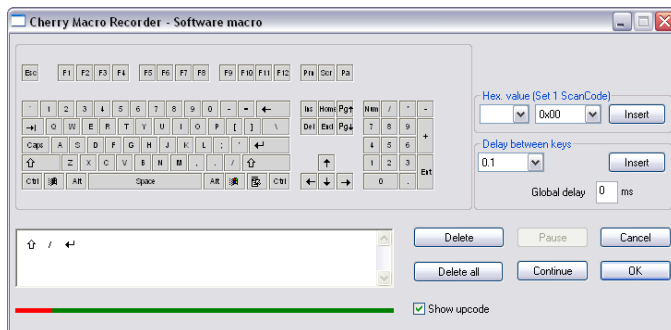 Cherry Macro Recorder - Software macro
Esc F1 F2 F3 F4 F5 F6 F7 F8 F9 F10 F11 F12 Prn Scr Pa
` 1 2 3 4 5 6 7 8 9 0 - = ← Ins Home Pg↑ Num / * -
Q W E R T Y U I O P [ ] \ Del End Pg↓ 7 8 9 +
Caps A S D F G H J K L ; ' ↵ 4 5 6
⇧ Z X C V B N M , . / ⇧ ↑ 1 2 3 Ent
Ctrl Alt Space Alt Ctrl ← ↓ → 0 .
Hex. value (Set 1 ScanCode)
0x00 Insert
Delay between keys
0.1 Insert
Global delay 0 ms
⇧ / ↵
Delete Pause Cancel
Delete all Continue OK
Show upcode